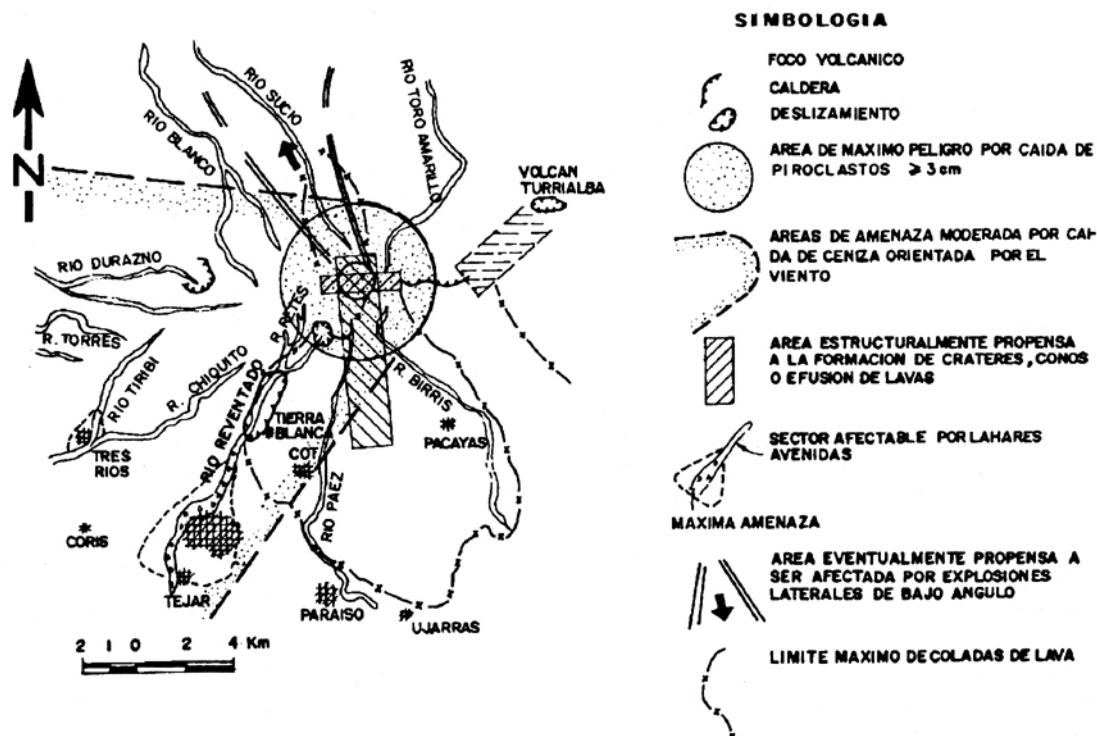 SIMBOLOGIA
FOCO VOLCANICO
CALDERA
DESLIZAMIENTO
AREA DE MAXIMO PELIGRO POR CAIDA DE
PIROCLASTOS ⩾ 3 cm
AREAS DE AMENAZA MODERADA POR CAI-
DA DE CENIZA ORIENTADA POR EL
VIENTO
AREA ESTRUCTURALMENTE PROPENSA
A LA FORMACION DE CRATERES, CONOS
O EFUSION DE LAVAS
SECTOR AFECTABLE POR LAHARES
AVENIDAS
MAXIMA AMENAZA
AREA EVENTUALMENTE PROPENSA A
SER AFECTADA POR EXPLOSIONES
LATERALES DE BAJO ANGULO
LIMITE MAXIMO DE COLADAS DE LAVA
N
RIO BLANCO
RIO SUCIO
RIO TORO AMARILLO
VOLCAN
TURRIALBA
RIO DURAZNO
R. TORRES
RIO TIRIBI
R. CHIQUITO
R. RETES
RIO REVENTADO
TIERRA
BLANCA
COT
R. BIRRIS
PACAYAS
TRES
RIOS
RIO PAEZ
CORIS
TEJAR
PARAISO
UJARRAS
2 1 0 2 4 Km